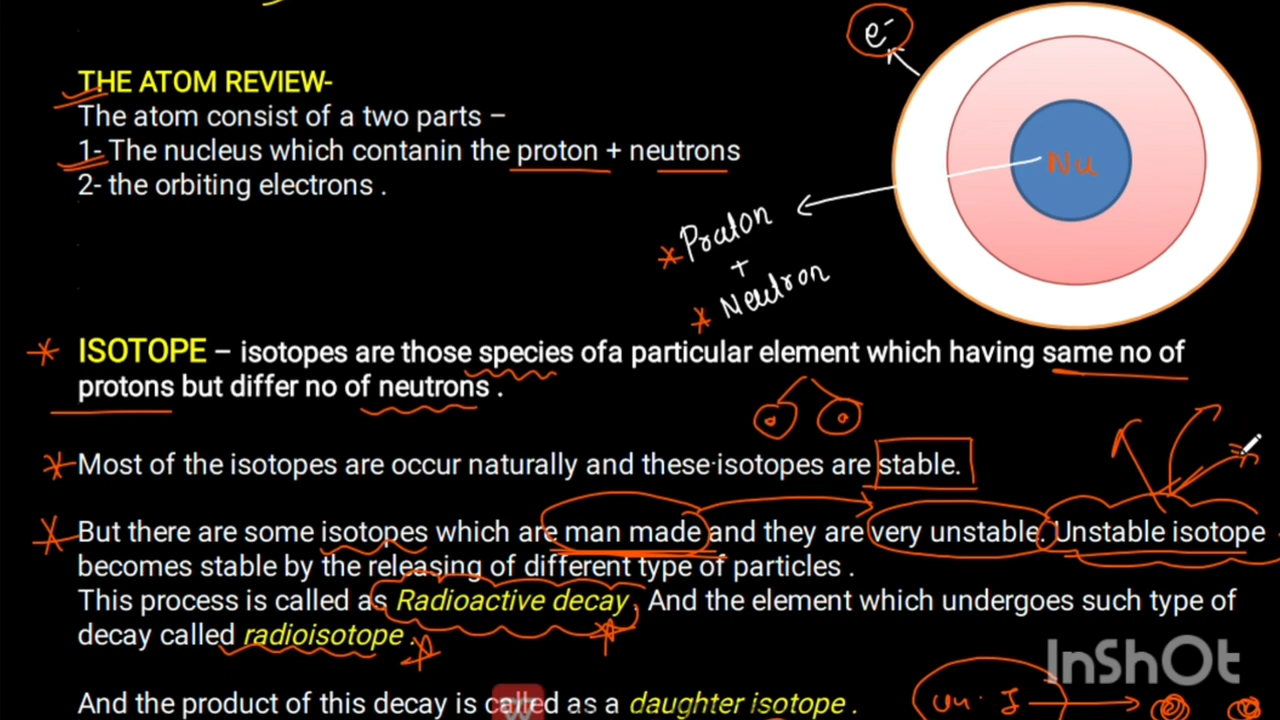 THE ATOM REVIEW-
The atom consist of a two parts –
1- The nucleus which contanin the proton + neutrons
2- the orbiting electrons .
e-
Nu
Proton
+
Neutron
ISOTOPE – isotopes are those species ofa particular element which having same no of
protons but differ no of neutrons .
Most of the isotopes are occur naturally and these isotopes are stable.
But there are some isotopes which are man made and they are very unstable. Unstable isotope
becomes stable by the releasing of different type of particles .
This process is called as Radioactive decay. And the element which undergoes such type of
decay called radioisotope .
InShOt
And the product of this decay is called as a daughter isotope .
Un. I